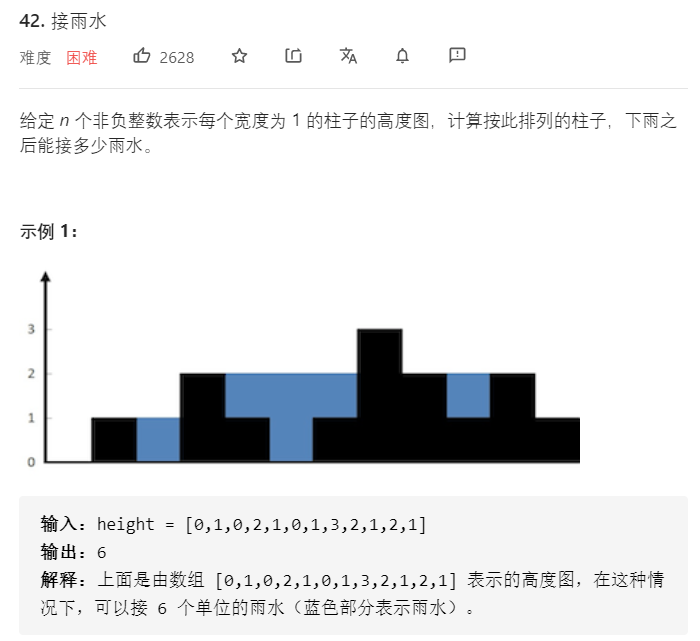 42. 接雨水
难度 困难 2628
给定 n 个非负整数表示每个宽度为 1 的柱子的高度图，计算按此排列的柱子，下雨之
后能接多少雨水。
示例 1：
3
2
1
0
输入：height = [0,1,0,2,1,0,1,3,2,1,2,1]
输出：6
解释：上面是由数组 [0,1,0,2,1,0,1,3,2,1,2,1] 表示的高度图，在这种情
况下，可以接 6 个单位的雨水（蓝色部分表示雨水）。